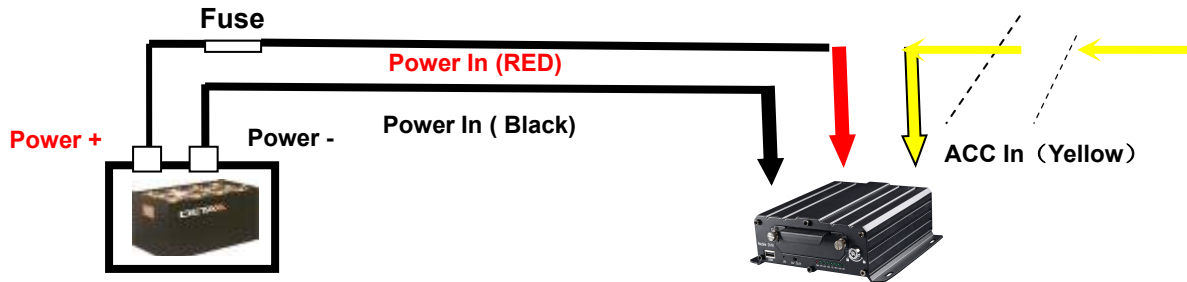 Fuse
Power In (RED)
Power In ( Black)
Power +
Power -
ACC In（Yellow）